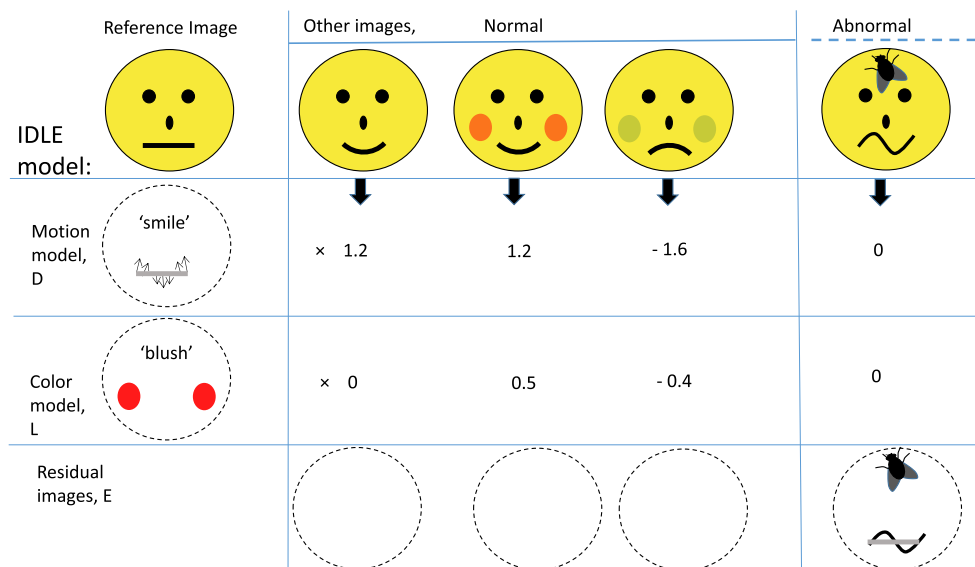 Reference Image
Other images, Normal
Abnormal
IDLE
model:
Motion
model,
D
'smile'
× 1.2
1.2
- 1.6
0
Color
model,
L
'blush'
× 0
0.5
- 0.4
0
Residual
images, E